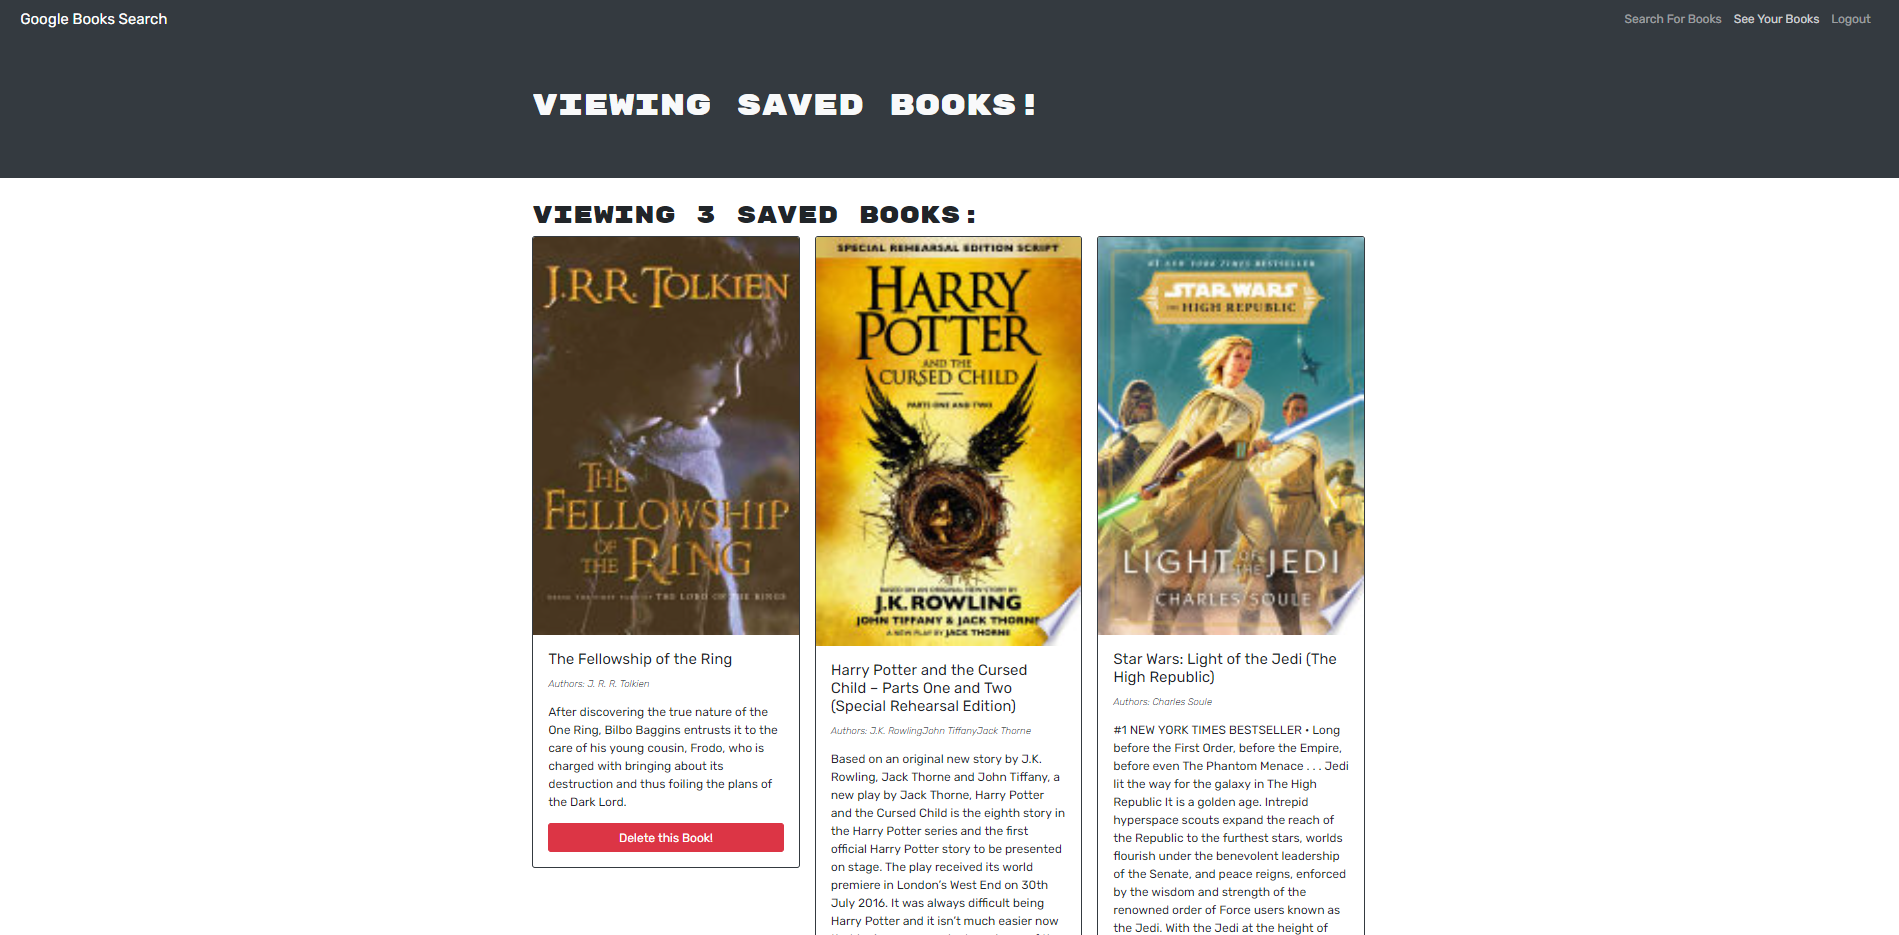 Google Books Search
Search For Books See Your Books Logout
VIEWING SAVED BOOKS!
VIEWING 3 SAVED BOOKS:
J.R.R. TOLKIEN
THE
FELLOWSHIP
OF
THE RING
THE LORD OF THE RINGS
The Fellowship of the Ring
Authors: J. R. R. Tolkien
After discovering the true nature of the
One Ring, Bilbo Baggins entrusts it to the
care of his young cousin, Frodo, who is
charged with bringing about its
destruction and thus foiling the plans of
the Dark Lord.
Delete this Book!
SPECIAL REHEARSAL EDITION SCRIPT
HARRY
POTTER
AND THE
CURSED CHILD
PARTS ONE AND TWO
BASED ON AN ORIGINAL NEW STORY BY
J.K. ROWLING
JOHN TIFFANY & JACK THORNE
A NEW PLAY BY JACK THORNE
Harry Potter and the Cursed
Child – Parts One and Two
(Special Rehearsal Edition)
Authors: J.K. RowlingJohn TiffanyJack Thorne
Based on an original new story by J.K.
Rowling, Jack Thorne and John Tiffany, a
new play by Jack Thorne, Harry Potter
and the Cursed Child is the eighth story in
the Harry Potter series and the first
official Harry Potter story to be presented
on stage. The play received its world
premiere in London’s West End on 30th
July 2016. It was always difficult being
Harry Potter and it isn’t much easier now
#1 NEW YORK TIMES BESTSELLER
STAR WARS
THE HIGH REPUBLIC
LIGHT OF THE JEDI
CHARLES SOULE
Star Wars: Light of the Jedi (The
High Republic)
Authors: Charles Soule
#1 NEW YORK TIMES BESTSELLER • Long
before the First Order, before the Empire,
before even The Phantom Menace . . . Jedi
lit the way for the galaxy in The High
Republic It is a golden age. Intrepid
hyperspace scouts expand the reach of
the Republic to the furthest stars, worlds
flourish under the benevolent leadership
of the Senate, and peace reigns, enforced
by the wisdom and strength of the
renowned order of Force users known as
the Jedi. With the Jedi at the height of